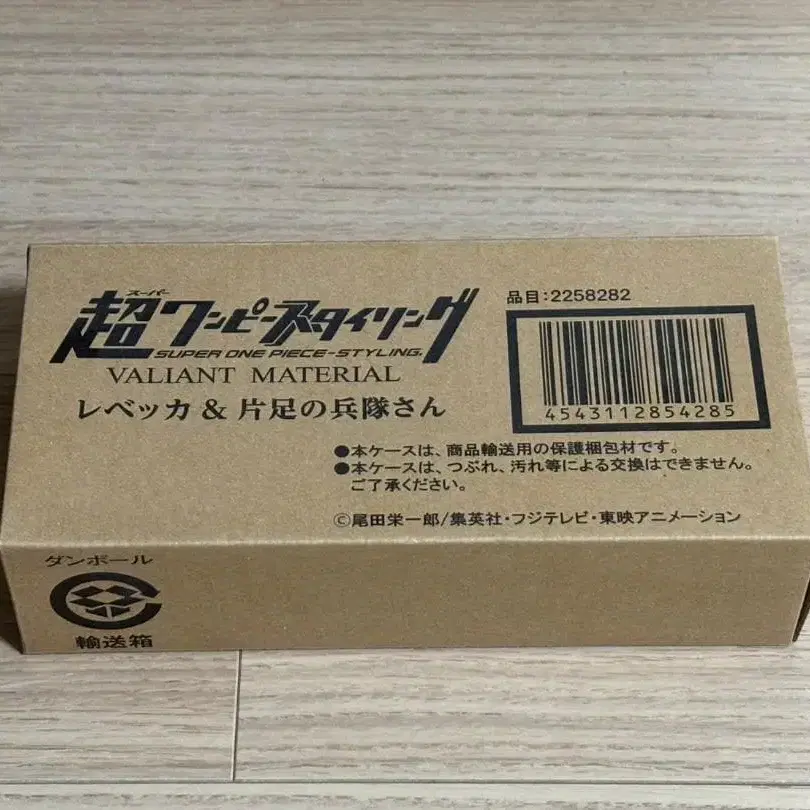 スーパー
超ワンピーススタイリング
SUPER ONE PIECE-STYLING
VALIANT MATERIAL
レベッカ & 片足の兵隊さん
品目:2258282
4543112854285
●本ケースは、商品輸送用の保護梱包材です。
●本ケースは、つぶれ、汚れ等による交換はできません。
ご了承ください。
©尾田栄一郎/集英社・フジテレビ・東映アニメーション
ダンボール
輸送箱